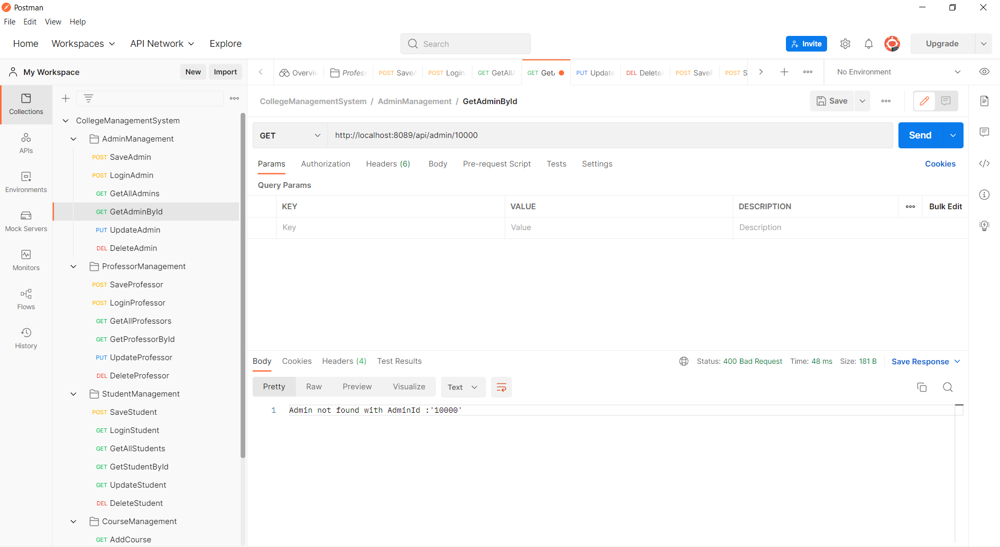 Postman
File Edit View Help
Home Workspaces API Network Explore
Search
Invite
Upgrade
My Workspace
New Import
Overvie
Profess
POST SaveA
POST Login
GET GetAllA
GET GetA
PUT Update
DEL Delete
POST SaveP
POST S
No Environment
Collections
APIs
Environments
Mock Servers
Monitors
Flows
History
CollegeManagementSystem
AdminManagement
POST SaveAdmin
POST LoginAdmin
GET GetAllAdmins
GET GetAdminById
PUT UpdateAdmin
DEL DeleteAdmin
ProfessorManagement
POST SaveProfessor
POST LoginProfessor
GET GetAllProfessors
GET GetProfessorById
PUT UpdateProfessor
DEL DeleteProfessor
StudentManagement
POST SaveStudent
GET LoginStudent
GET GetAllStudents
GET GetStudentById
GET UpdateStudent
DEL DeleteStudent
CourseManagement
GET AddCourse
CollegeManagementSystem / AdminManagement / GetAdminById
Save
GET http://localhost:8089/api/admin/10000
Send
Params Authorization Headers (6) Body Pre-request Script Tests Settings
Cookies
Query Params
KEY VALUE DESCRIPTION Bulk Edit
Key Value Description
Body Cookies Headers (4) Test Results
Status: 400 Bad Request Time: 48 ms Size: 181 B
Save Response
Pretty Raw Preview Visualize
Text
1 Admin not found with AdminId :'10000'